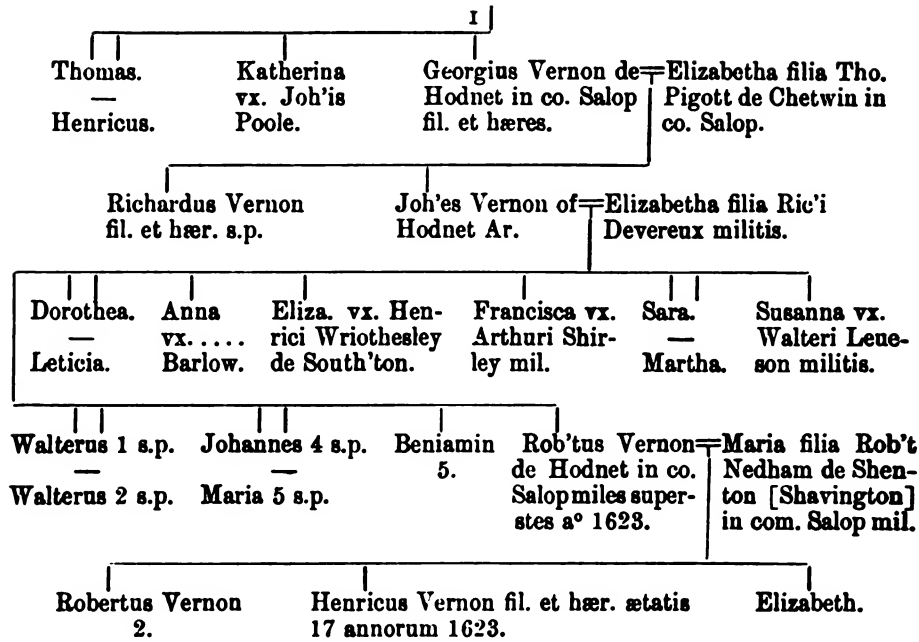 1
Thomas.
—
Henricus.
Katherina
vx. Joh'is
Poole.
Georgius Vernon de
Hodnet in co. Salop
fil. et hæres.
Elizabetha filia Tho.
Pigott de Chetwin in
co. Salop.
Richardus Vernon
fil. et hær. s.p.
Joh'es Vernon of
Hodnet Ar.
Elizabetha filia Ric'i
Devereux militis.
Dorothea.
—
Leticia.
Anna
vx.....
Barlow.
Eliza. vx. Hen-
rici Wriothesley
de South'ton.
Francisca vx.
Arthuri Shir-
ley mil.
Sara.
—
Martha.
Susanna vx.
Walteri Leue-
son militis.
Walterus 1 s.p.
—
Walterus 2 s.p.
Johannes 4 s.p.
—
Maria 5 s.p.
Beniamin
5.
Rob'tus Vernon
de Hodnet in co.
Salop miles super-
stes aº 1623.
Maria filia Rob't
Nedham de Shen-
ton [Shavington]
in com. Salop mil.
Robertus Vernon
2.
Henricus Vernon fil. et hær. ætatis
17 annorum 1623.
Elizabeth.